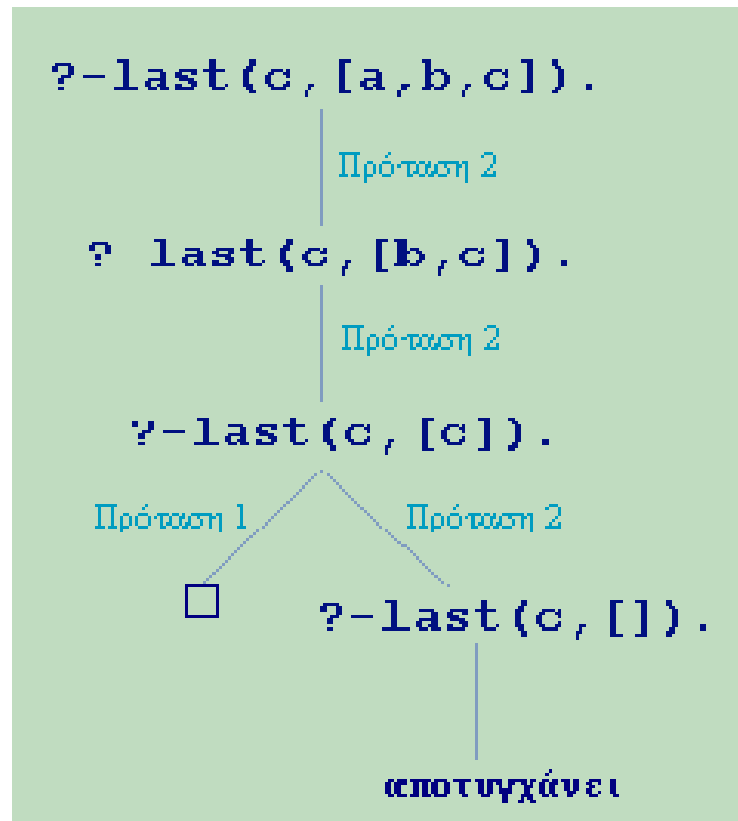 ?-last(c,[a,b,c]).
Πρόταση 2
? last(c,[b,c]).
Πρόταση 2
?-last(c,[c]).
Πρόταση 1
Πρόταση 2
?-last(c,[]).
αποτυγχάνει